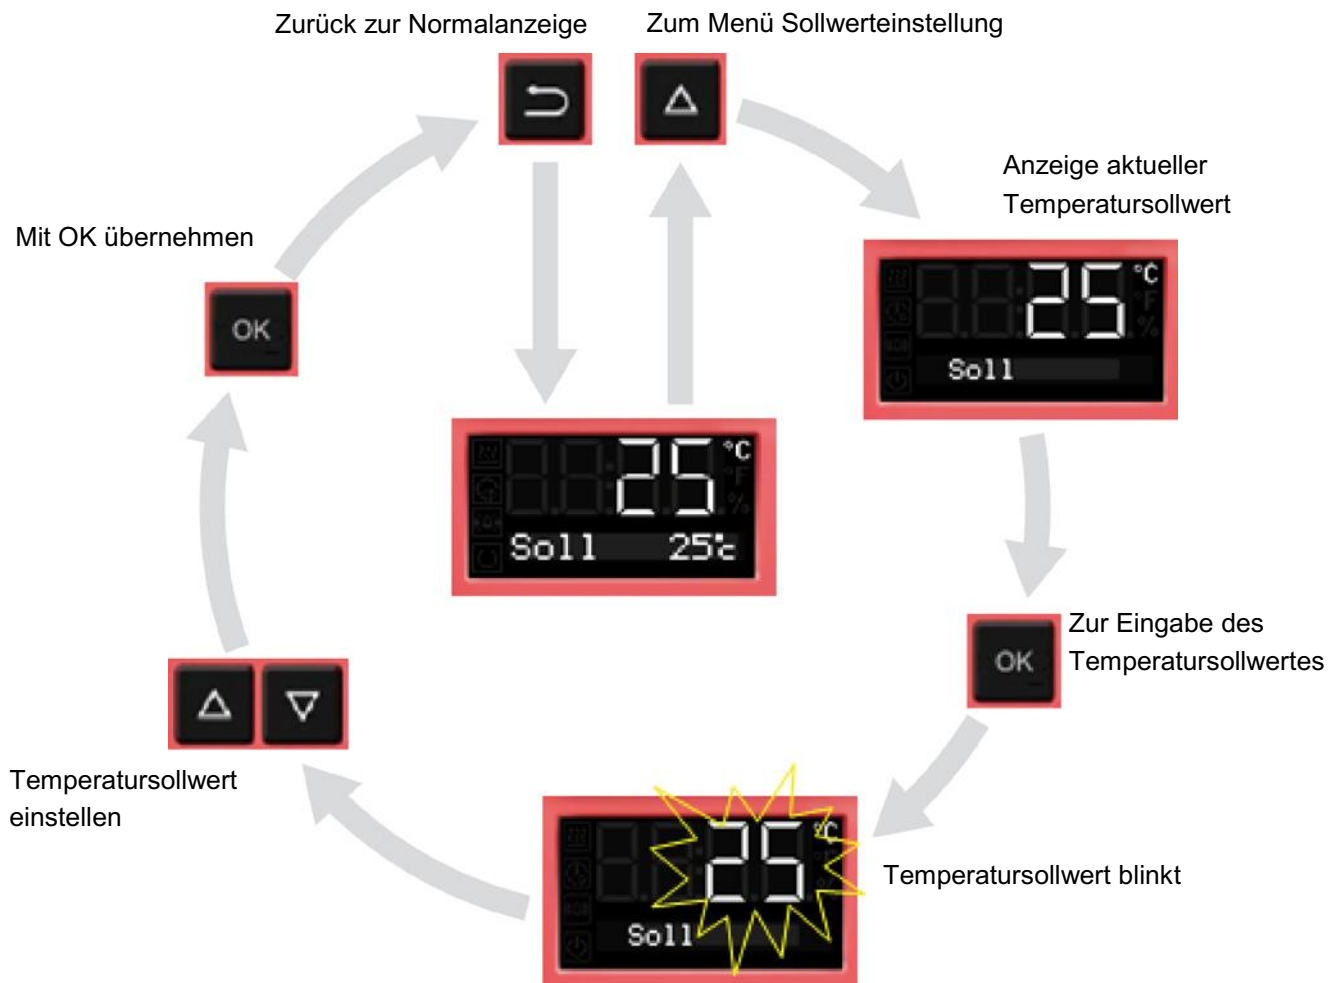 Zurück zur Normalanzeige
Zum Menü Sollwerteinstellung
Anzeige aktueller
Temperatursollwert
25 °C
°F
%
Soll
Mit OK übernehmen
OK
25 °C
°F
%
Soll 25°c
Zur Eingabe des
Temperatursollwertes
OK
Temperatursollwert
einstellen
25 °C
Soll
Temperatursollwert blinkt